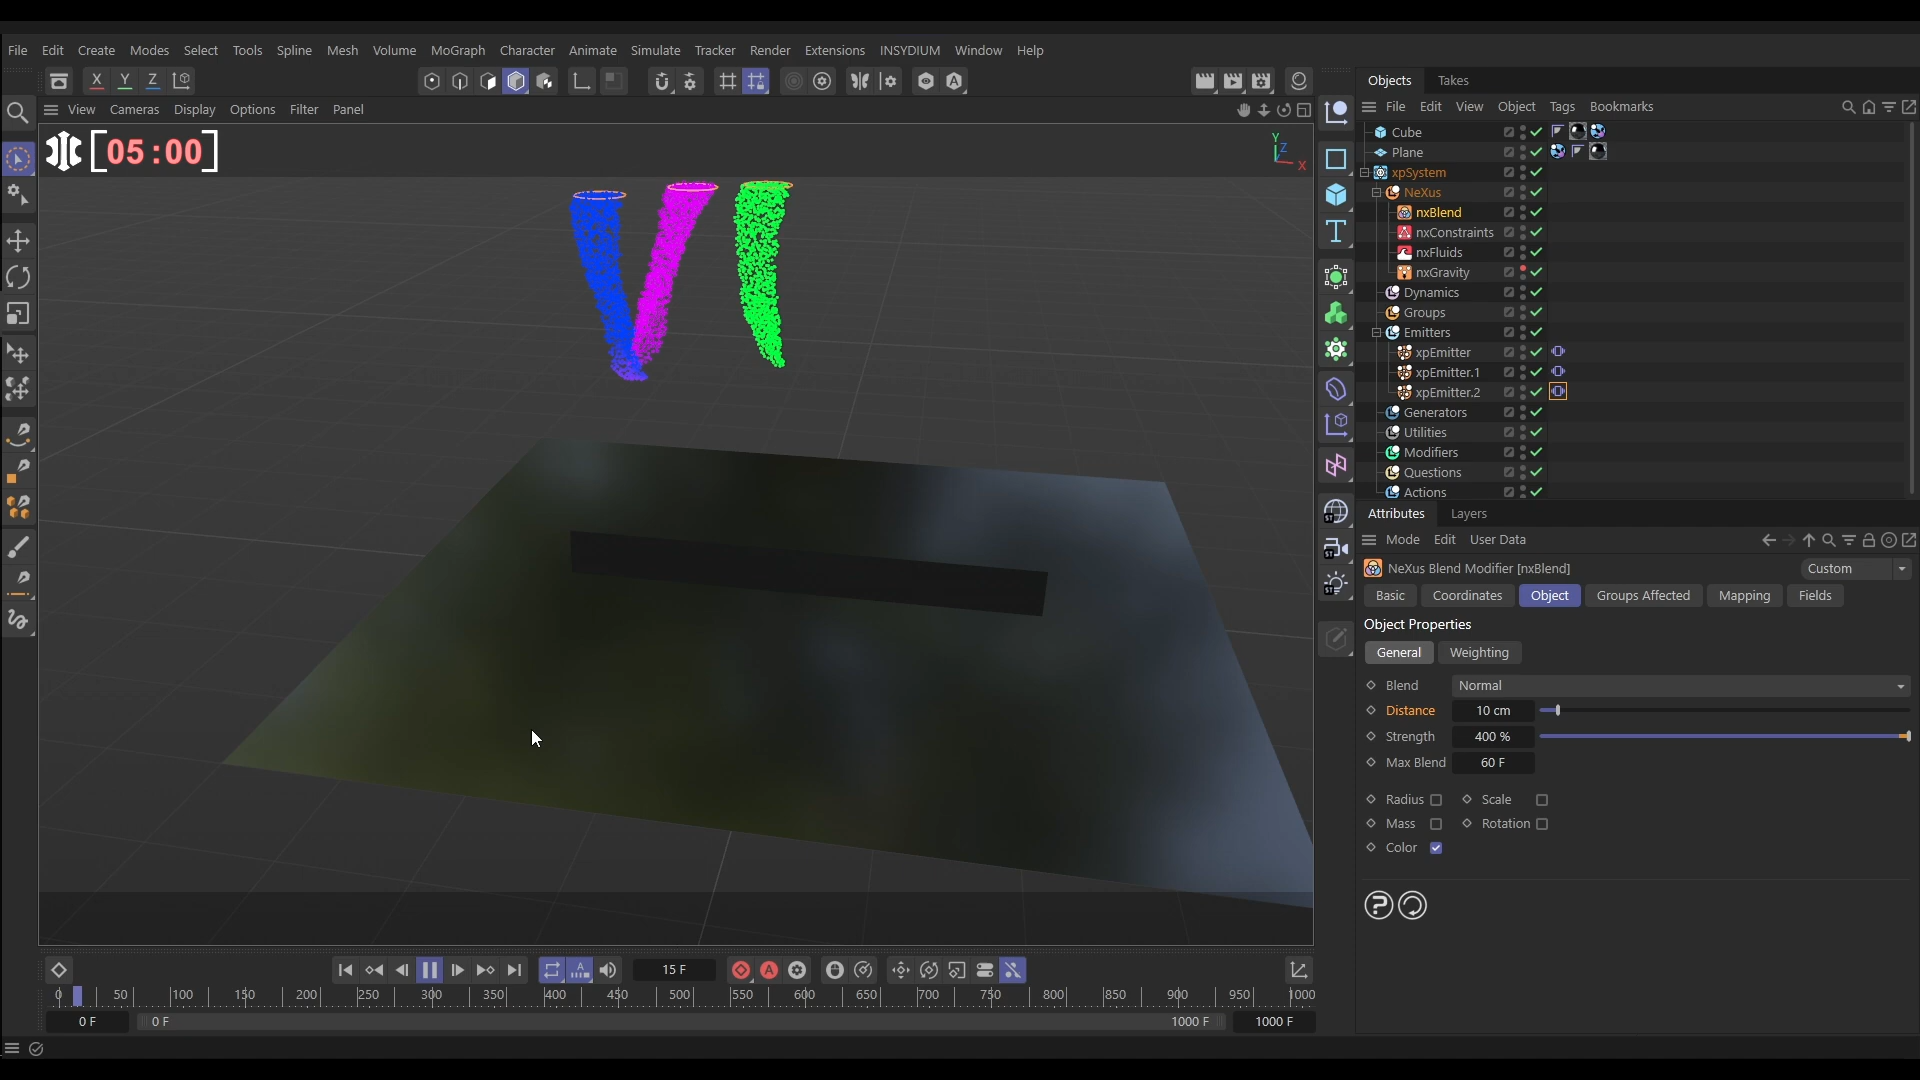 File Edit Create Modes Select Tools Spline Mesh Volume MoGraph Character Animate Simulate Tracker Render Extensions INSYDIUM Window Help
X Y Z
View Cameras Display Options Filter Panel
[05:00]
Y
Z
X
Objects Takes
File Edit View Object Tags Bookmarks
Cube
Plane
xpSystem
NeXus
nxBlend
nxConstraints
nxFluids
nxGravity
Dynamics
Groups
Emitters
xpEmitter
xpEmitter.1
xpEmitter.2
Generators
Utilities
Modifiers
Questions
Actions
Attributes Layers
Mode Edit User Data
NeXus Blend Modifier [nxBlend] Custom
Basic Coordinates Object Groups Affected Mapping Fields
Object Properties
General Weighting
Blend Normal
Distance 10 cm
Strength 400 %
Max Blend 60 F
Radius Scale
Mass Rotation
Color
15 F
0 50 100 150 200 250 300 350 400 450 500 550 600 650 700 750 800 850 900 950 1000
0 F 0 F 1000 F 1000 F